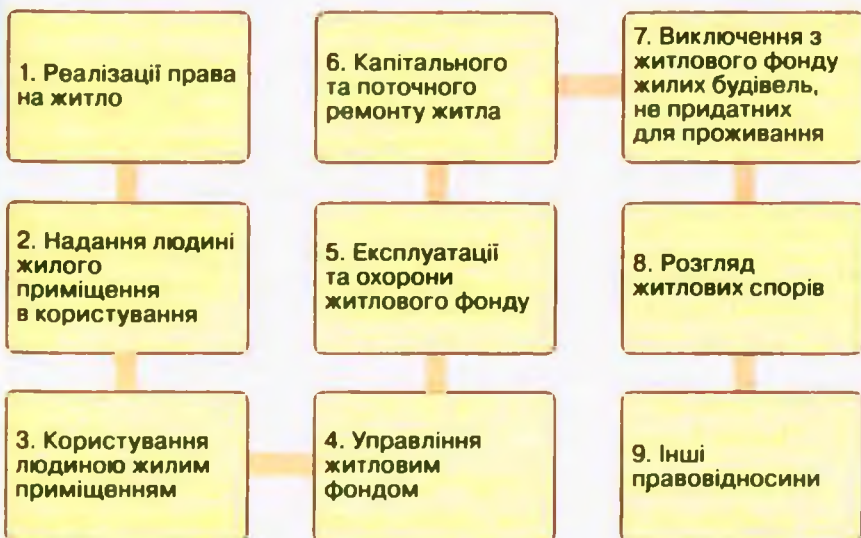 1. Реалізації права
на житло
2. Надання людині
жилого
приміщення
в користування
3. Користування
людиною жилим
приміщенням
4. Управління
житловим
фондом
5. Експлуатації
та охорони
житлового фонду
6. Капітального
та поточного
ремонту житла
7. Виключення з
житлового фонду
жилих будівель,
не придатних
для проживання
8. Розгляд
житлових спорів
9. Інші
правовідносини